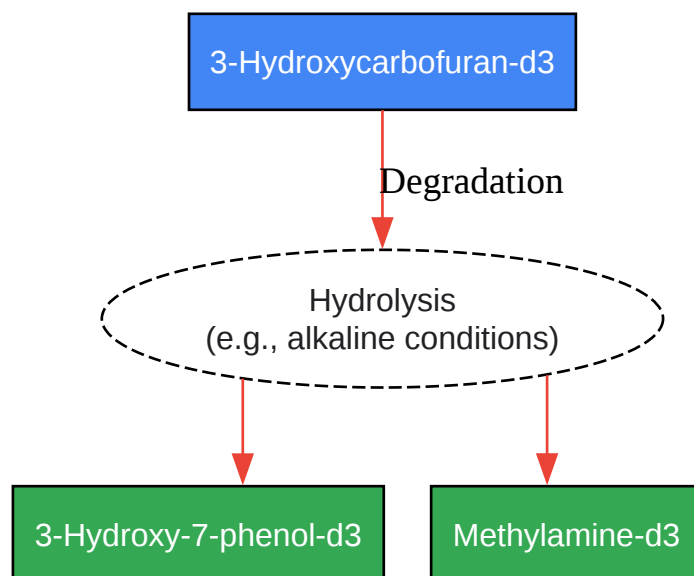 3-Hydroxycarbofuran-d3
Degradation
Hydrolysis
(e.g., alkaline conditions)
3-Hydroxy-7-phenol-d3
Methylamine-d3